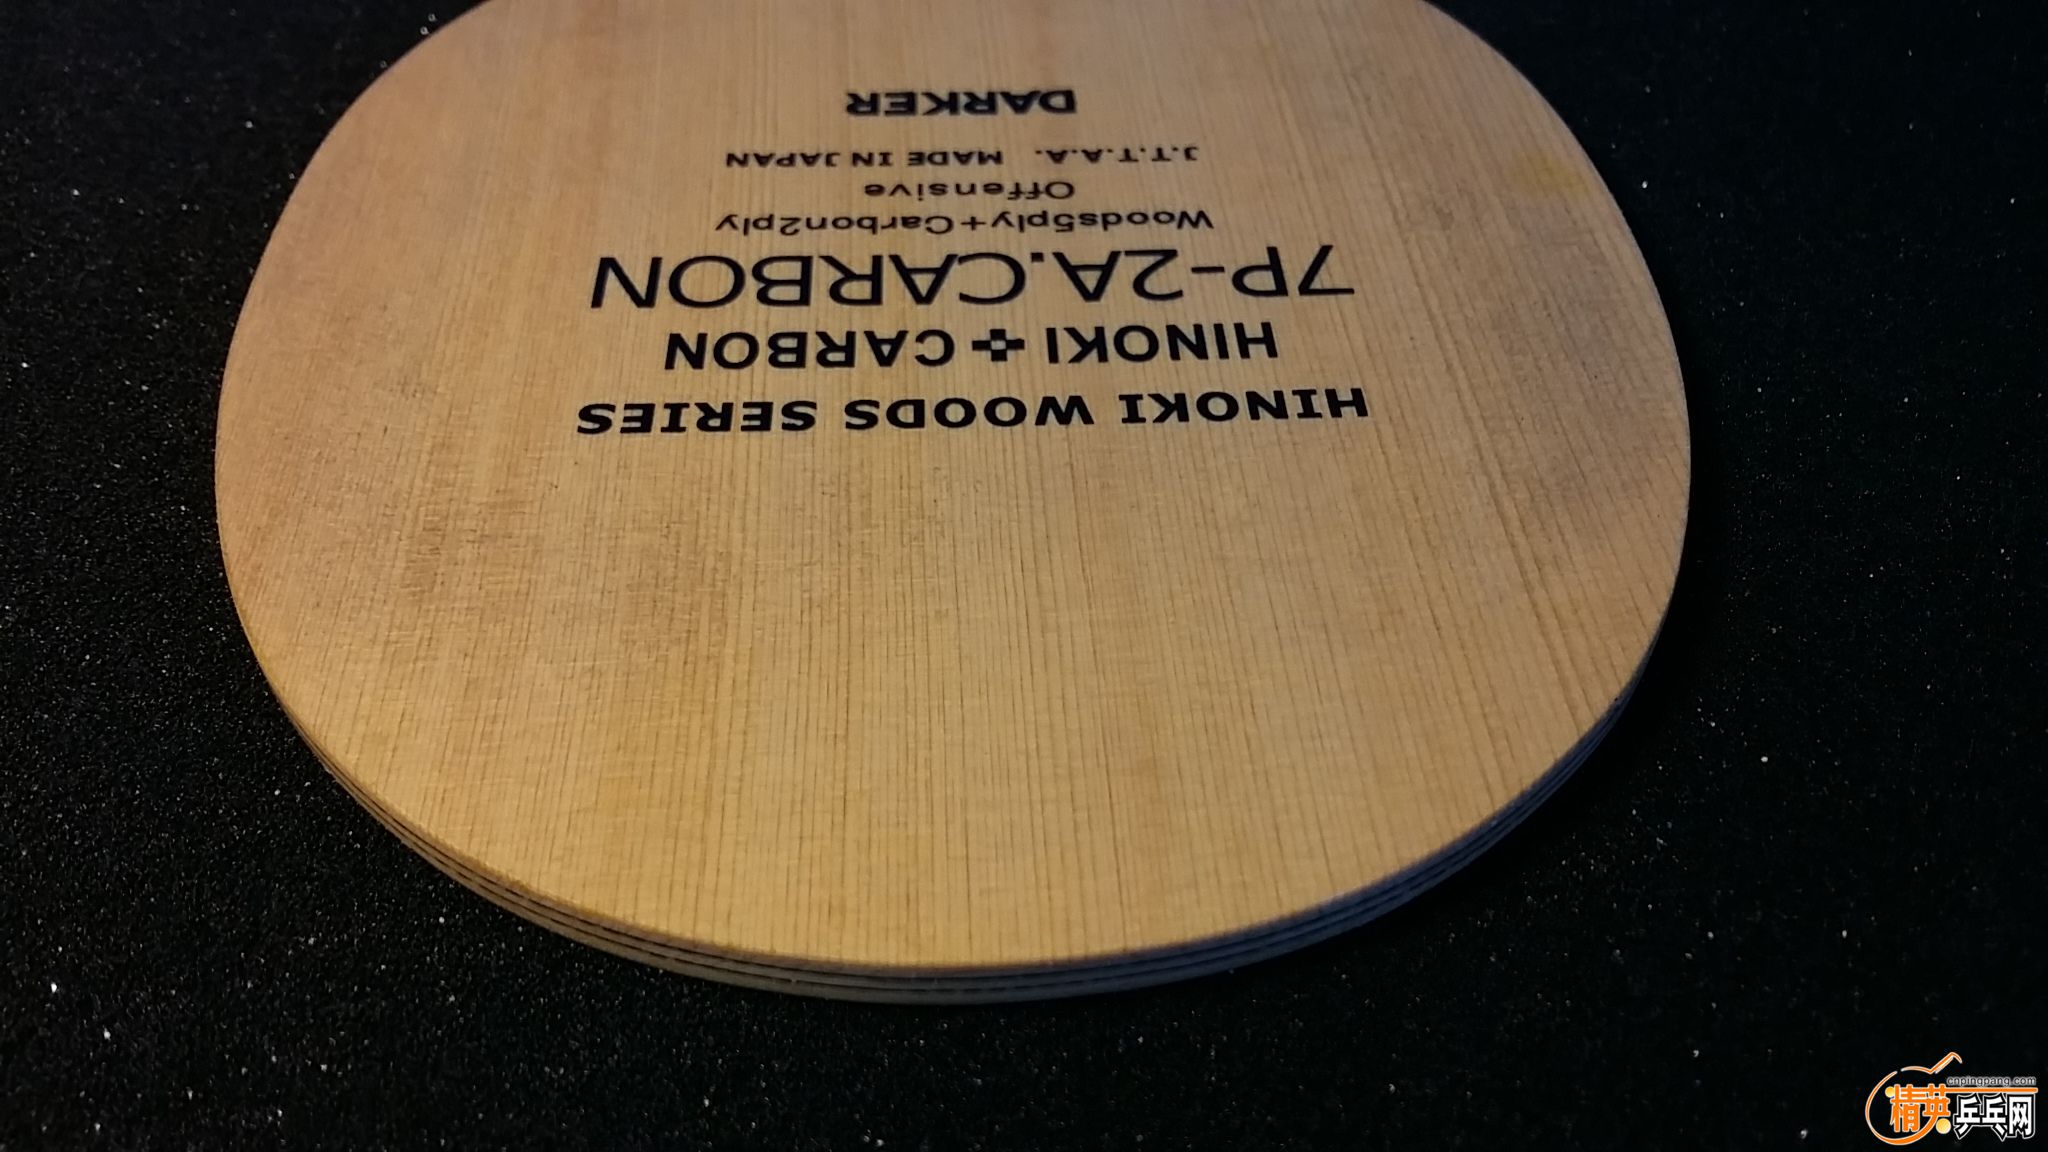 HINOKI WOODS SERIES
HINOKI + CARBON
7P-2A.CARBON
Woods5ply+Carbon2ply
Offensive
J.T.T.A.A. MADE IN JAPAN
DARKER
cnpingpang.com
精英乒乓网